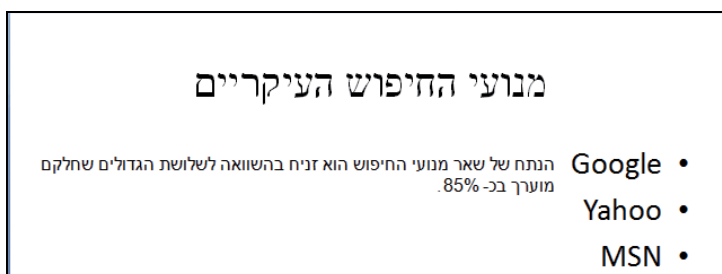 מנועי החיפוש העיקריים
• Google
הנתח של שאר מנועי החיפוש הוא זניח בהשוואה לשלושת הגדולים שחלקם
מוערך בכ- 85%.
• Yahoo
• MSN